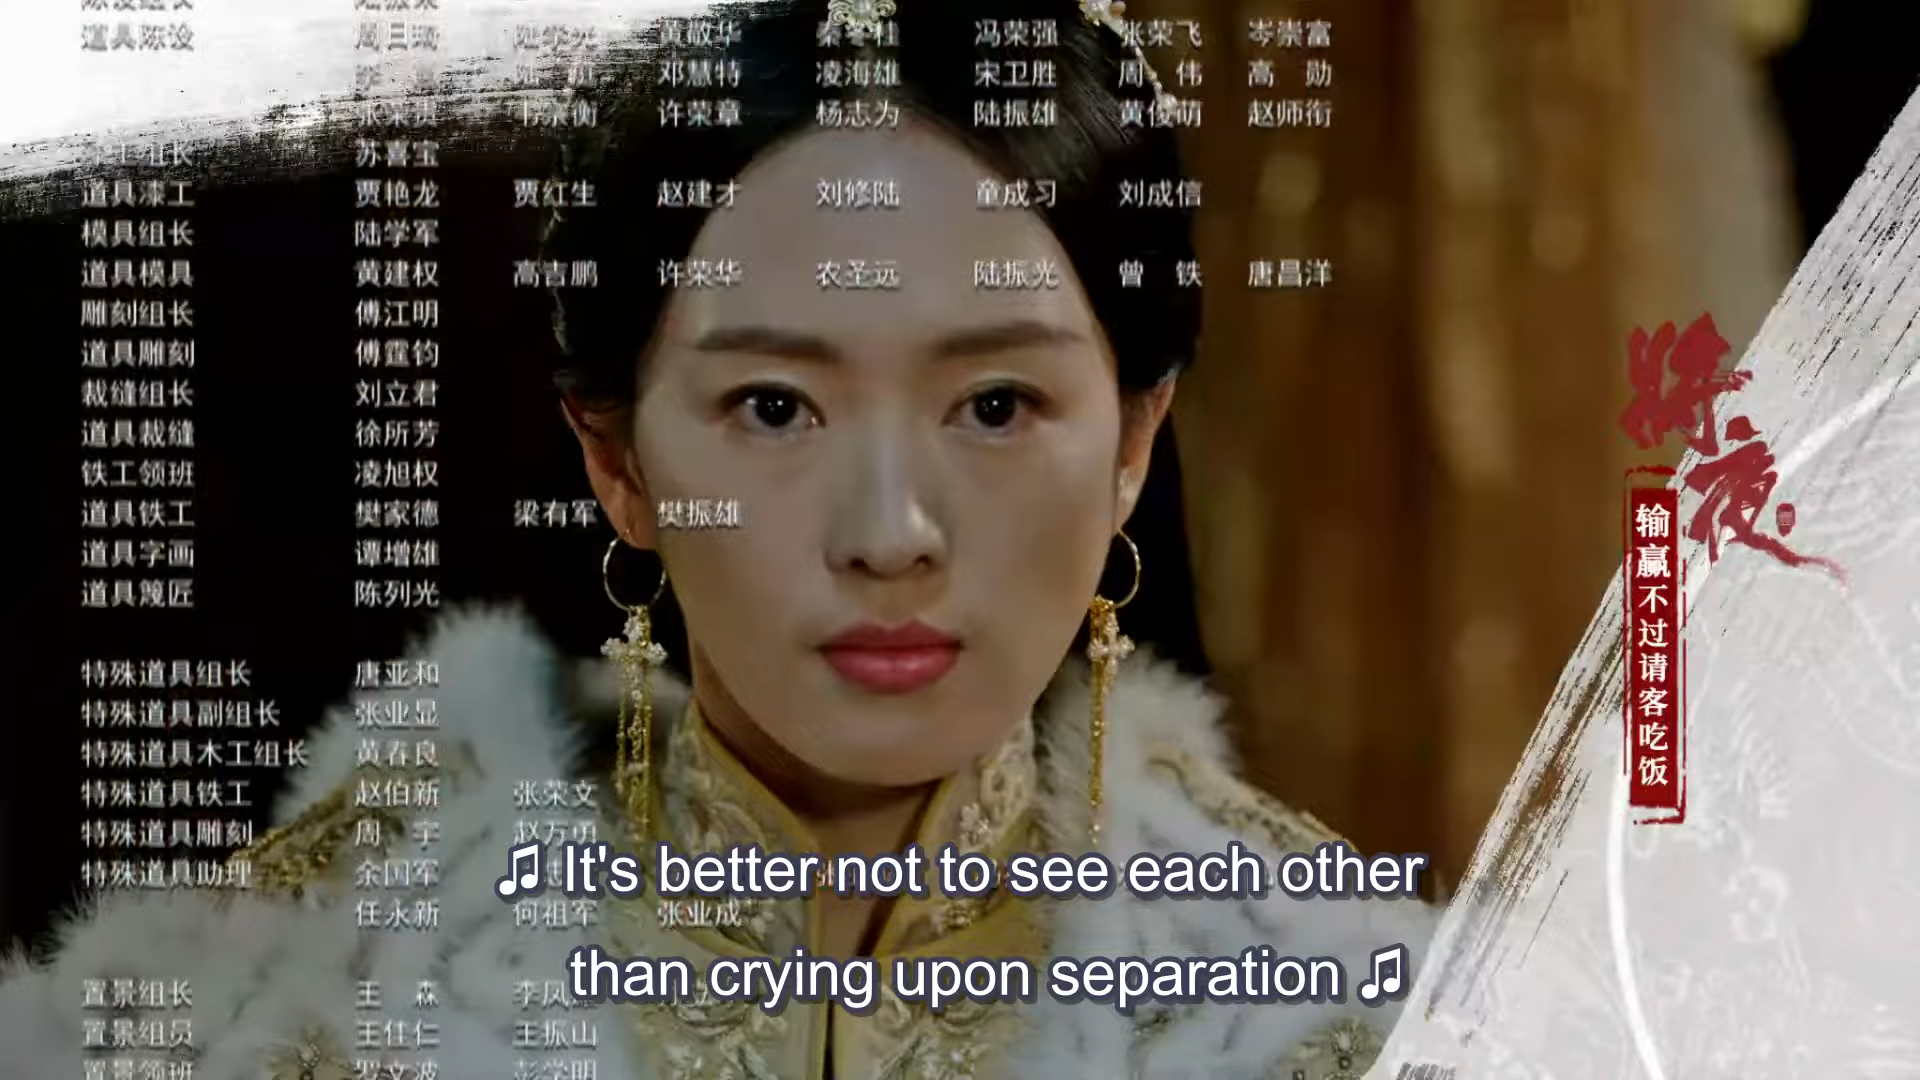 道具陈设 周日琦 黄敬华 冯荣强 张荣飞 岑崇富
邓慧特 凌海雄 宋卫胜 周 伟 高 勋
许荣章 杨志为 陆振雄 黄俊萌 赵师衔
苏喜宝
道具漆工 贾艳龙 贾红生 赵建才 刘修陆 童成习 刘成信
模具组长 陆学军
道具模具 黄建权 高吉鹏 许荣华 农圣远 陆振光 曾 铁 唐昌洋
雕刻组长 傅江明
道具雕刻 傅霆钧
裁缝组长 刘立君
道具裁缝 徐所芳
铁工领班 凌旭权
道具铁工 樊家德 梁有军 樊振雄
道具字画 谭增雄
道具篾匠 陈列光
特殊道具组长 唐亚和
特殊道具副组长 张业显
特殊道具木工组长 黄春良
特殊道具铁工 赵伯新 张荣文
特殊道具雕刻 周 宇 赵方勇
特殊道具助理 余国军
任永新 何祖军 张业成
置景组长 王 森
置景组员 王佳仁 王振山
置景领班 罗文波 彭学明
将夜
输赢不过请客吃饭
♫ It's better not to see each other
than crying upon separation ♫